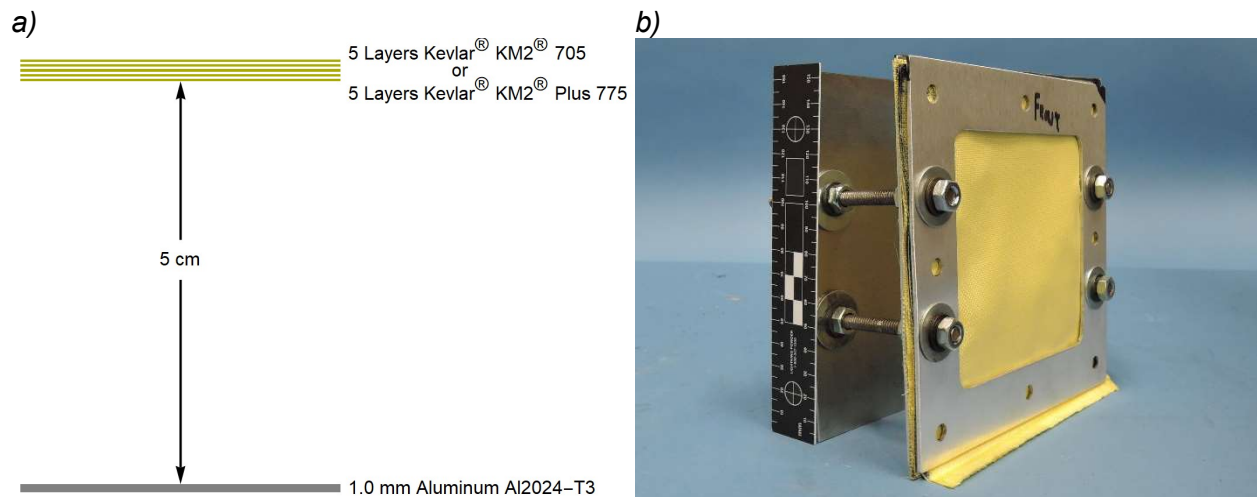 a)
5 Layers Kevlar® KM2® 705
or
5 Layers Kevlar® KM2® Plus 775
5 cm
1.0 mm Aluminum Al2024–T3
b)
Front